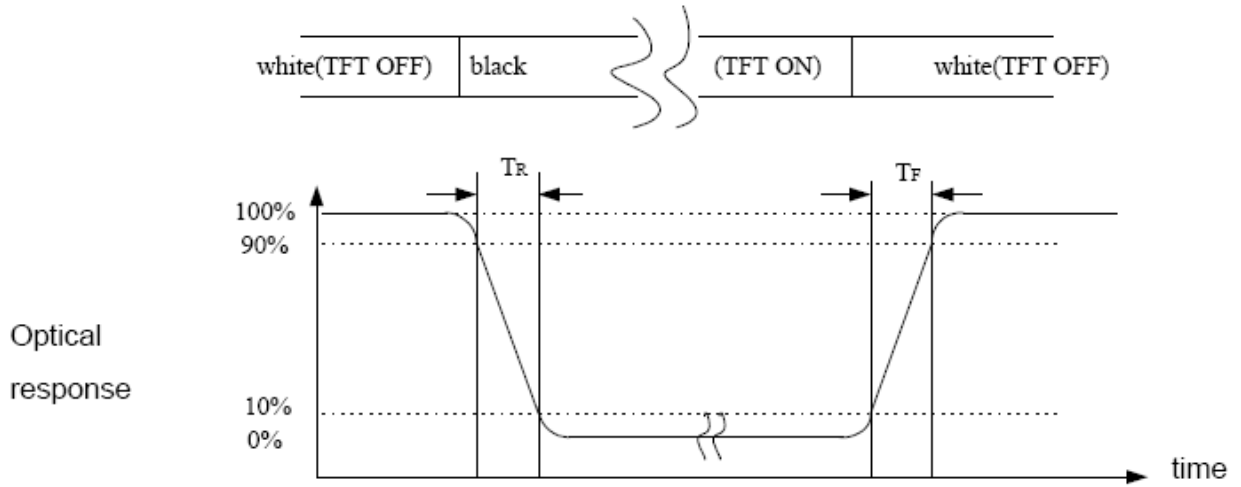 white(TFT OFF) black (TFT ON) white(TFT OFF)
TR TF
100%
90%
Optical
response
10%
0%
time